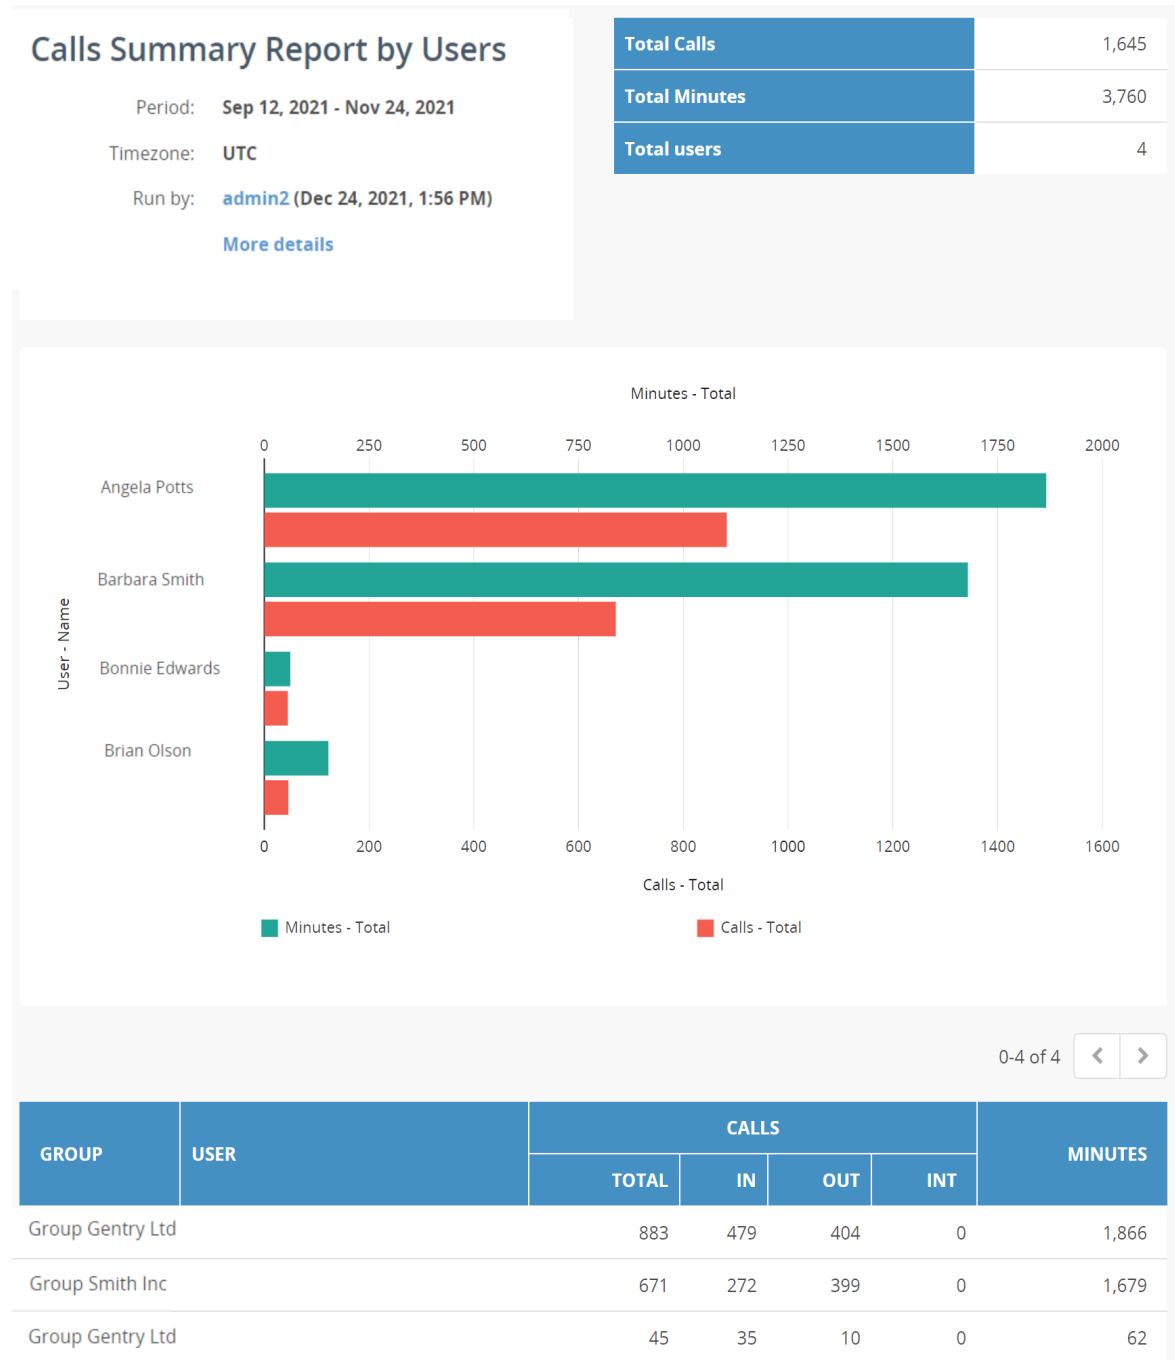 Calls Summary Report by Users
Period: Sep 12, 2021 - Nov 24, 2021
Timezone: UTC
Run by: admin2 (Dec 24, 2021, 1:56 PM)
More details
Total Calls 1,645
Total Minutes 3,760
Total users 4
Minutes - Total
0 250 500 750 1000 1250 1500 1750 2000
User - Name
Angela Potts
Barbara Smith
Bonnie Edwards
Brian Olson
0 200 400 600 800 1000 1200 1400 1600
Calls - Total
Minutes - Total Calls - Total
0-4 of 4
GROUP USER CALLS MINUTES
TOTAL IN OUT INT
Group Gentry Ltd 883 479 404 0 1,866
Group Smith Inc 671 272 399 0 1,679
Group Gentry Ltd 45 35 10 0 62